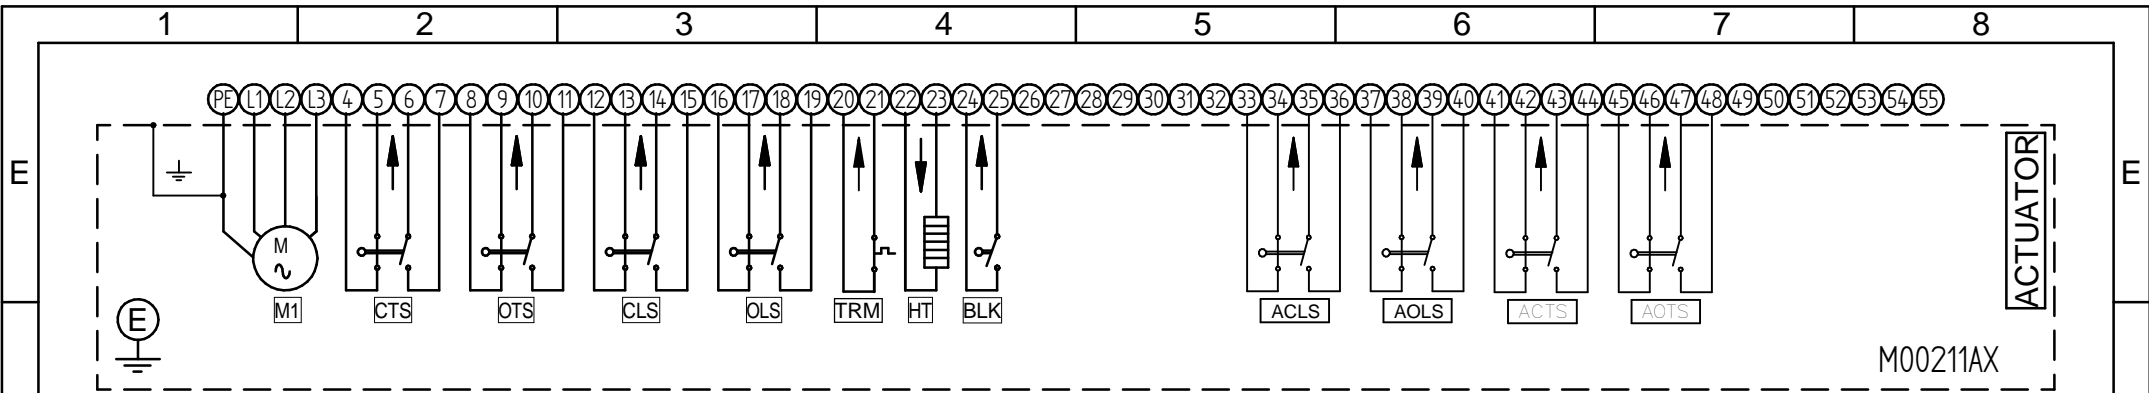 1 2 3 4 5 6 7 8
PE L1 L2 L3 4 5 6 7 8 9 10 11 12 13 14 15 16 17 18 19 20 21 22 23 24 25 26 27 28 29 30 31 32 33 34 35 36 37 38 39 40 41 42 43 44 45 46 47 48 49 50 51 52 53 54 55
E E
ACTUATOR
M
M1 CTS OTS CLS OLS TRM HT BLK ACLS AOLS ACTS AOTS
E
M00211AX